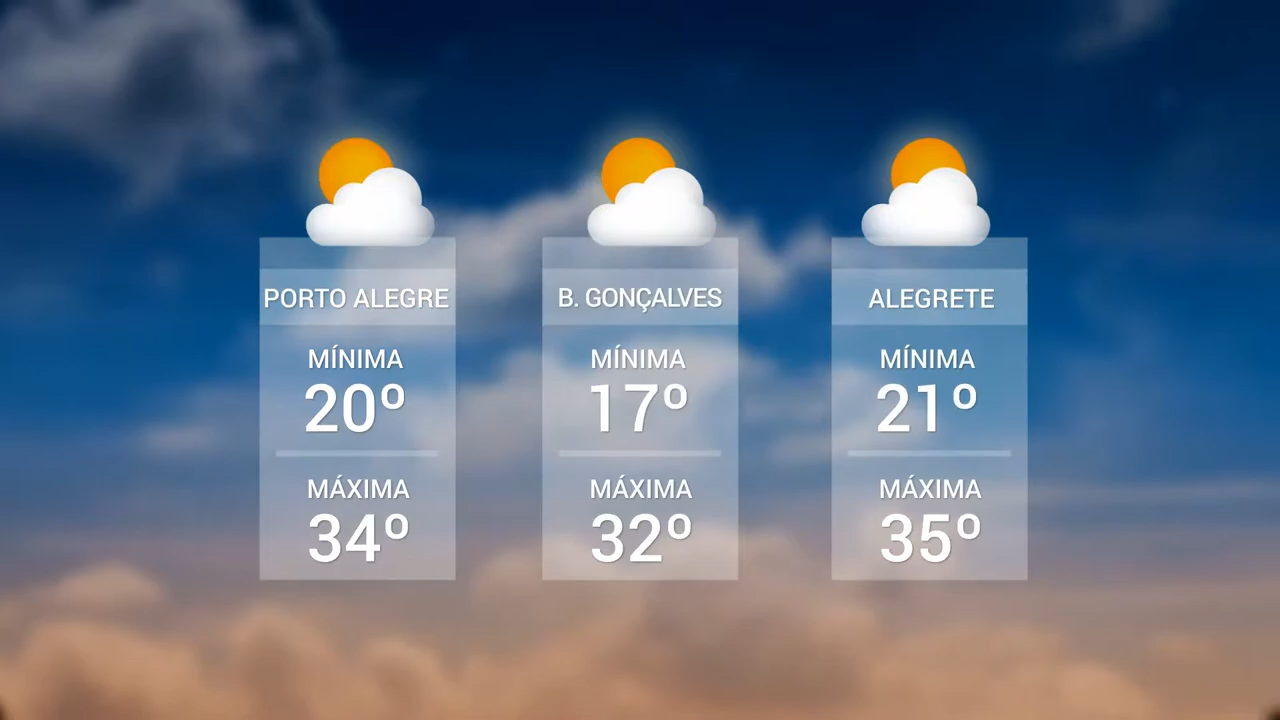 PORTO ALEGRE
MÍNIMA
20º
MÁXIMA
34º
B. GONÇALVES
MÍNIMA
17º
MÁXIMA
32º
ALEGRETE
MÍNIMA
21º
MÁXIMA
35º